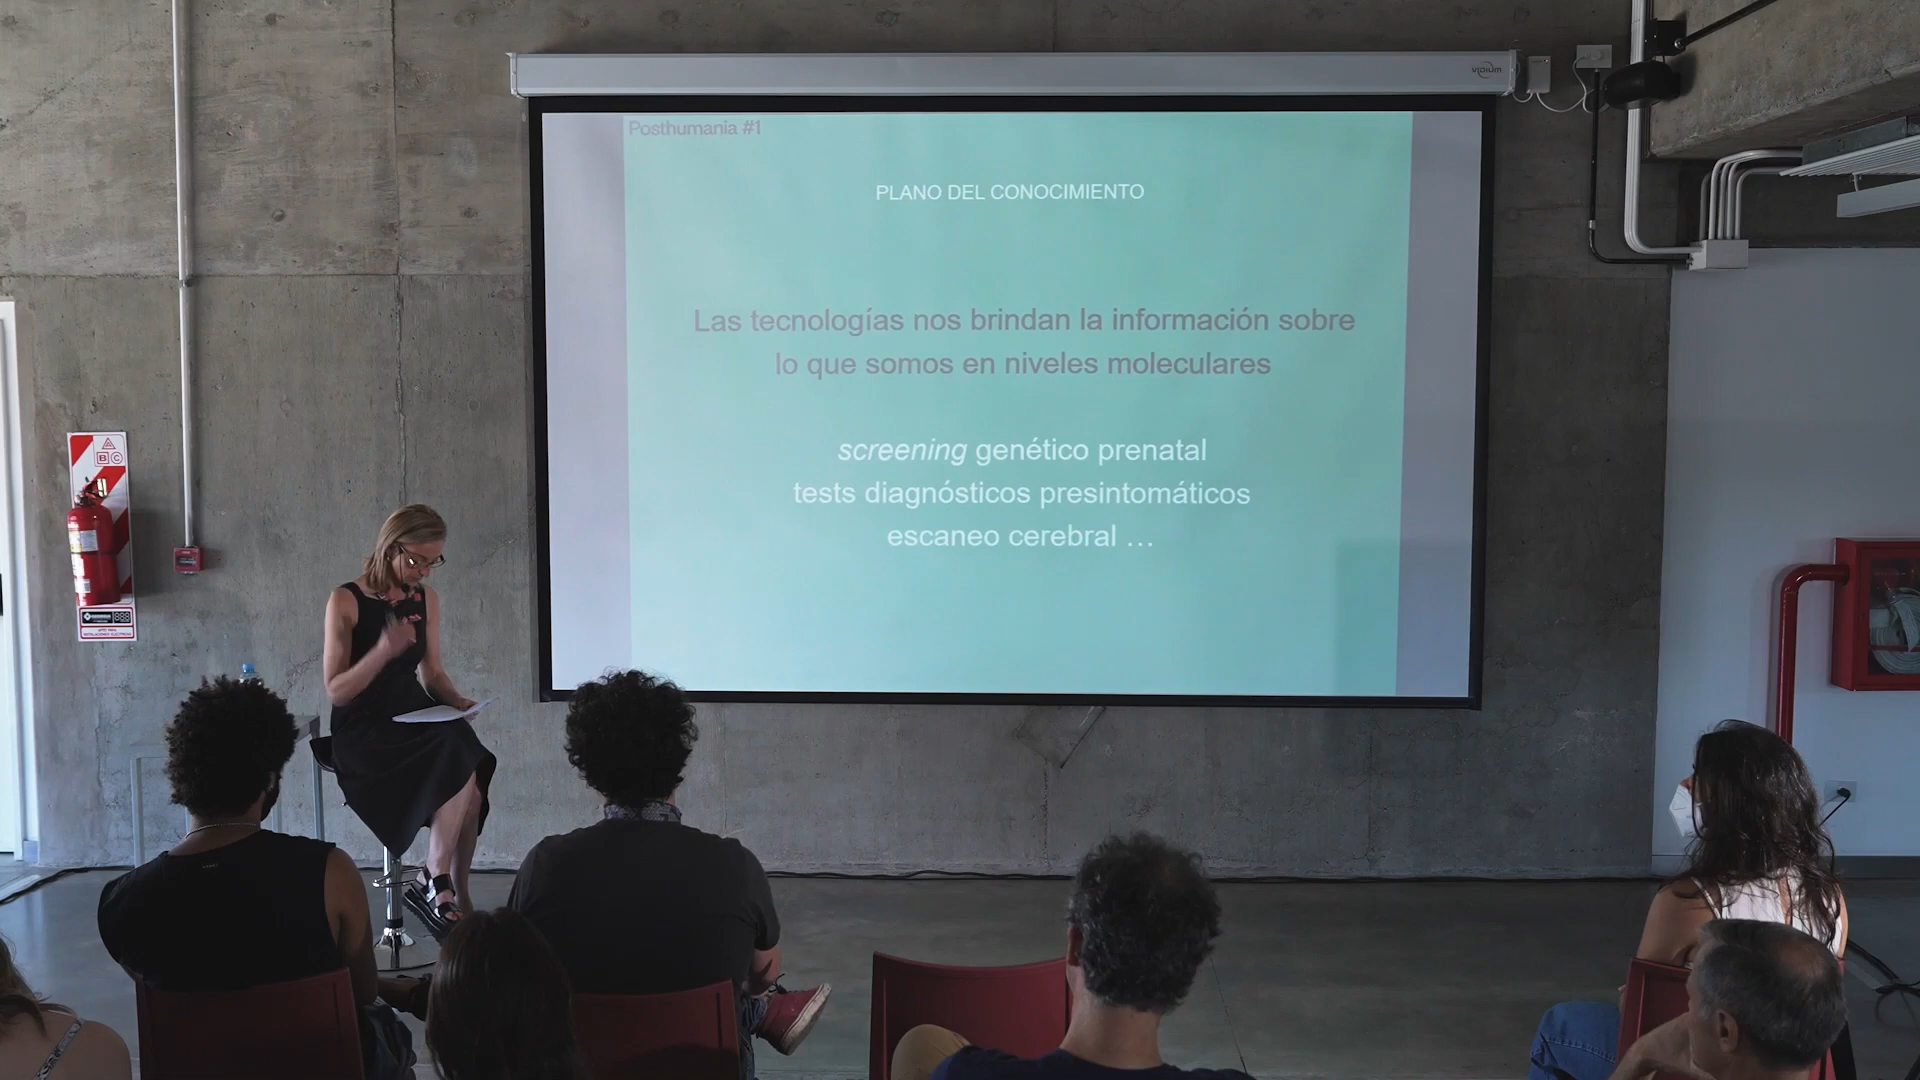 vidium
Posthumania #1
PLANO DEL CONOCIMIENTO
Las tecnologías nos brindan la información sobre
lo que somos en niveles moleculares
screening genético prenatal
tests diagnósticos presintomáticos
escaneo cerebral …
A
B C